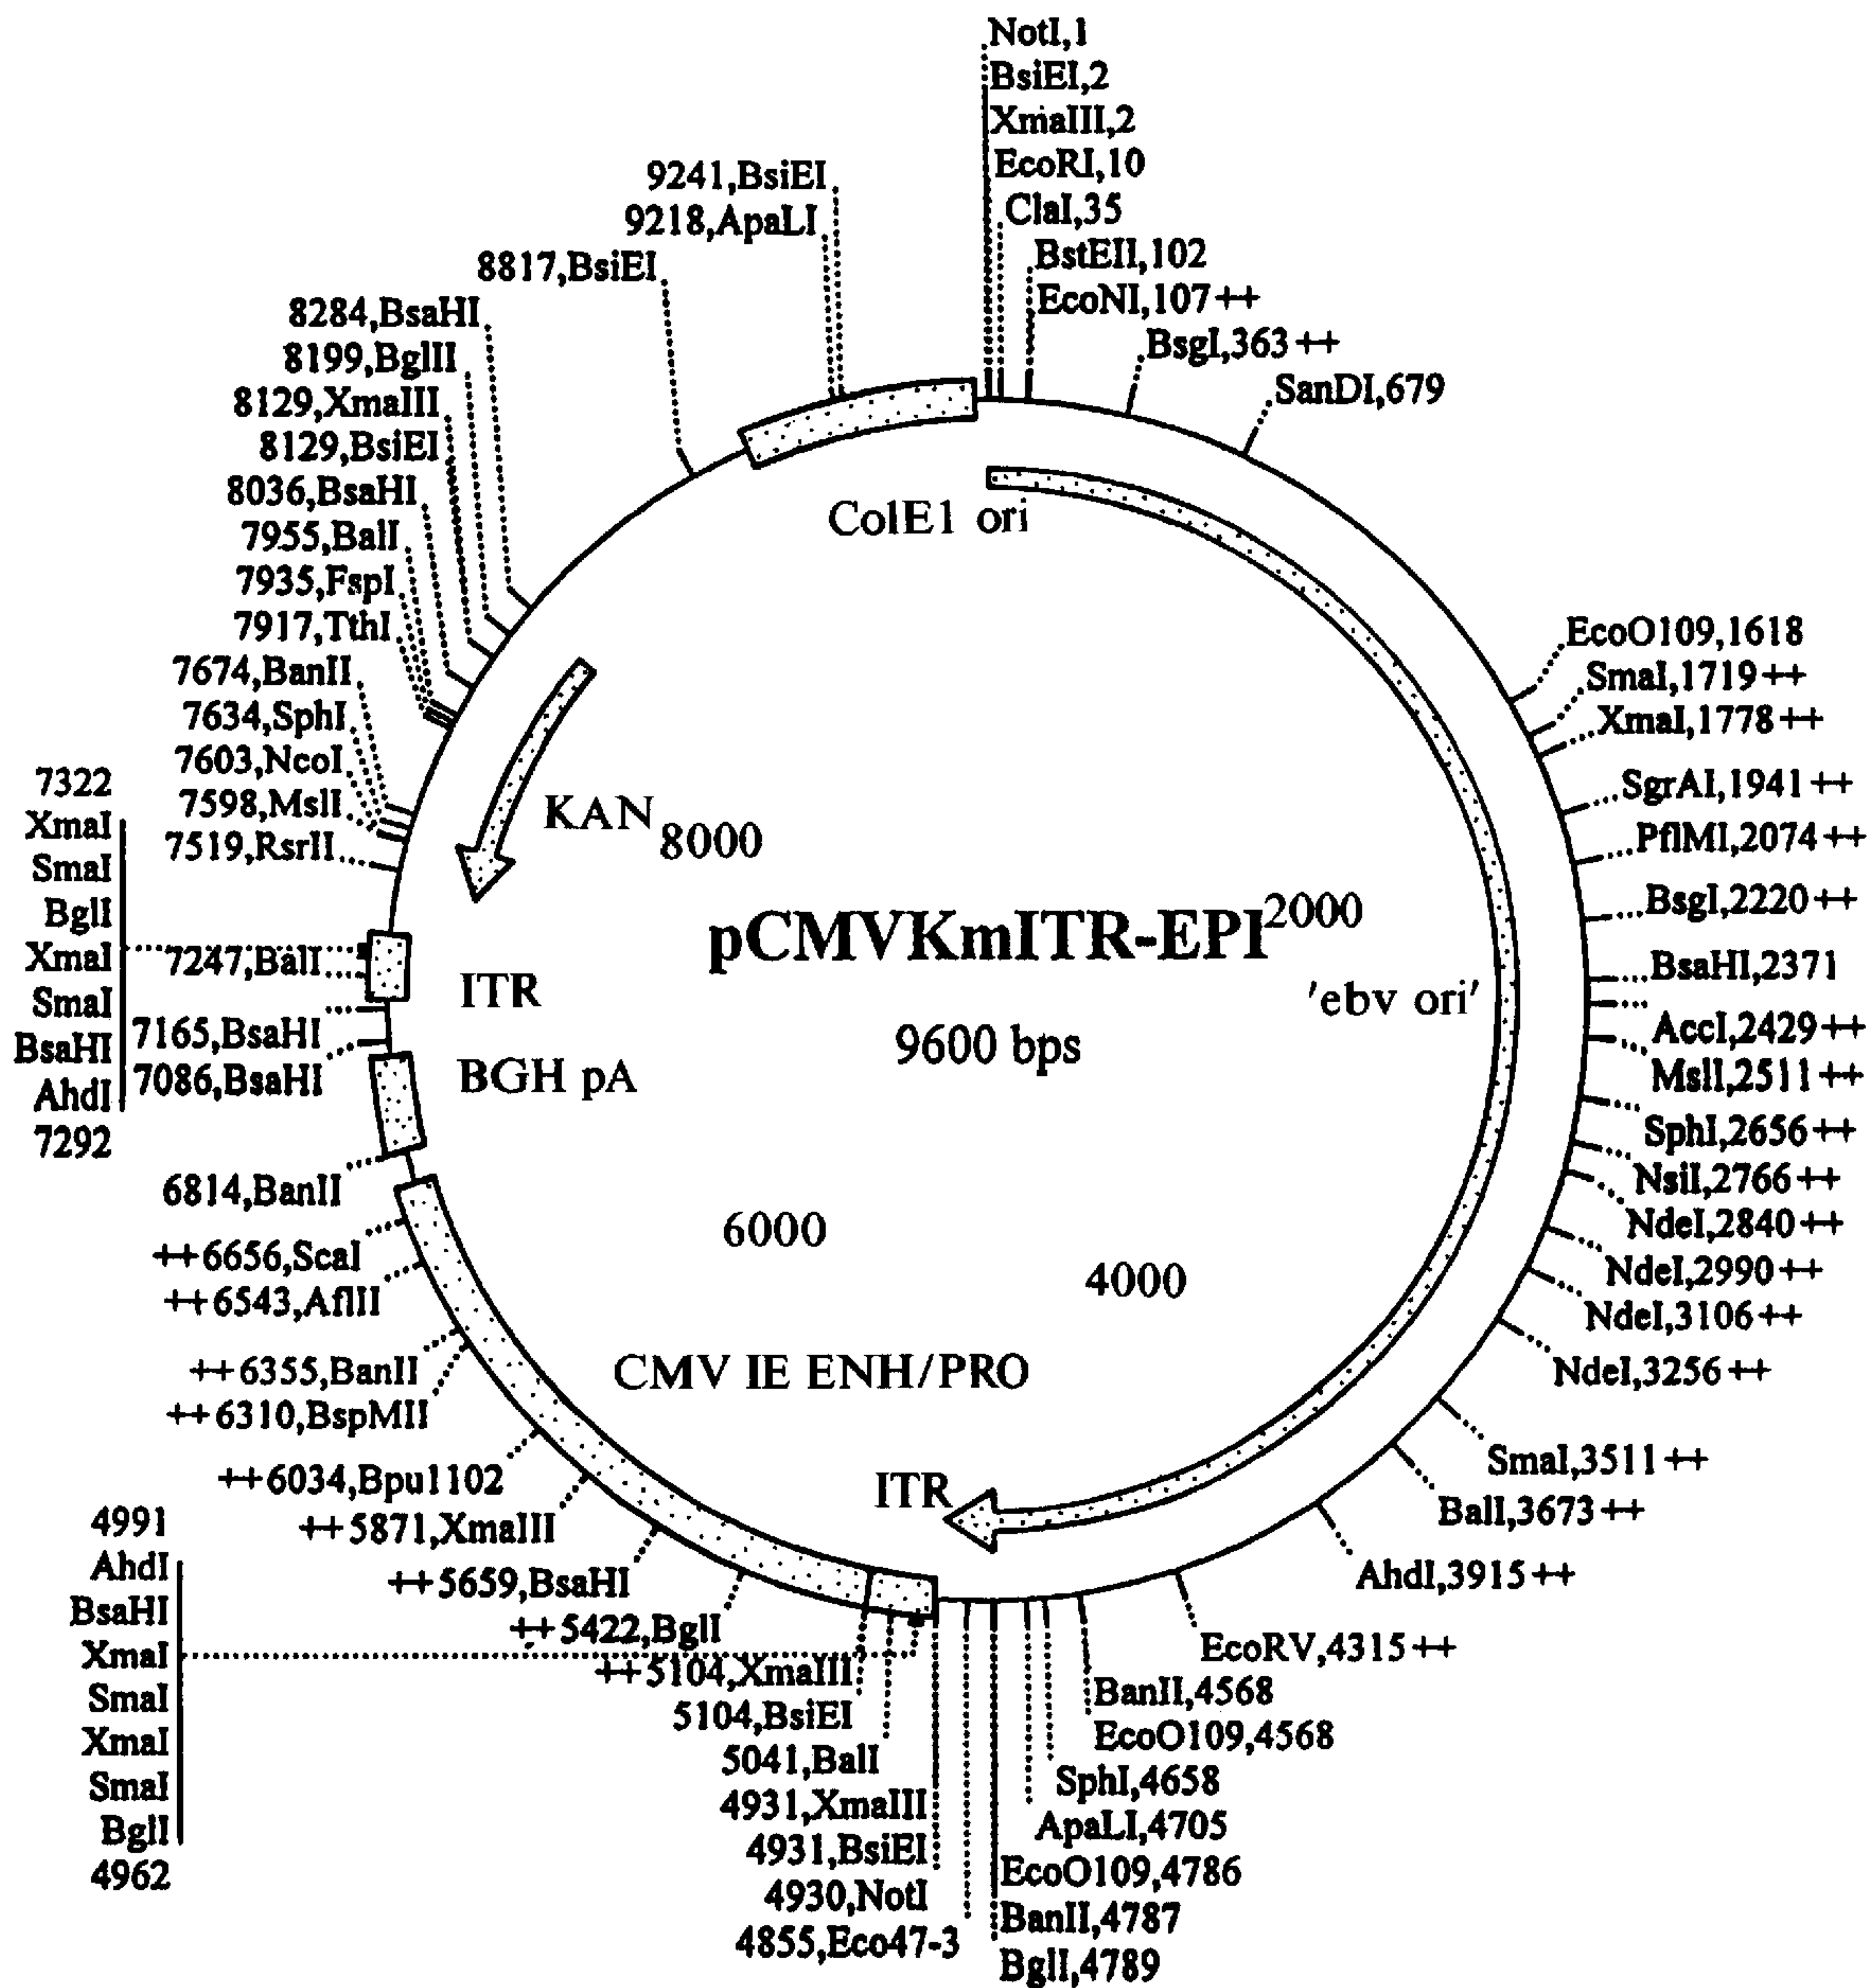 NotI,1
BsiEI,2
XmaIII,2
EcoRI,10
ClaI,35
BstEII,102
EcoNI,107++
BsgI,363++
SanDI,679
EcoO109,1618
SmaI,1719++
XmaI,1778++
SgrAI,1941++
PflMI,2074++
BsgI,2220++
BsaHI,2371
AccI,2429++
MslI,2511++
SphI,2656++
NsiI,2766++
NdeI,2840++
NdeI,2990++
NdeI,3106++
NdeI,3256++
SmaI,3511++
BalI,3673++
AhdI,3915++
EcoRV,4315++
BanII,4568
EcoO109,4568
SphI,4658
ApaLI,4705
EcoO109,4786
BanII,4787
BglI,4789
4855,Eco47-3
4930,NotI
4931,BsiEI
4931,XmaIII
5041,BalI
5104,BsiEI
++5104,XmaIII
++5422,BglI
++5659,BsaHI
++5871,XmaIII
++6034,Bpu1102
4991
AhdI
BsaHI
XmaI
SmaI
XmaI
SmaI
BglI
4962
++6310,BspMII
++6355,BanII
++6543,AflII
++6656,ScaI
6814,BanII
7086,BsaHI
7165,BsaHI
7247,BalI
7322
XmaI
SmaI
BglI
XmaI
SmaI
BsaHI
AhdI
7292
7519,RsrII
7598,MslI
7603,NcoI
7634,SphI
7674,BanII
7917,TthI
7935,FspI
7955,BalI
8036,BsaHI
8129,BsiEI
8129,XmaIII
8199,BglII
8284,BsaHI
8817,BsiEI
9218,ApaLI
9241,BsiEI
ColE1 ori
KAN
8000
pCMVKmITR-EPI
2000
ITR
'ebv ori'
9600 bps
BGH pA
6000
4000
CMV IE ENH/PRO
ITR